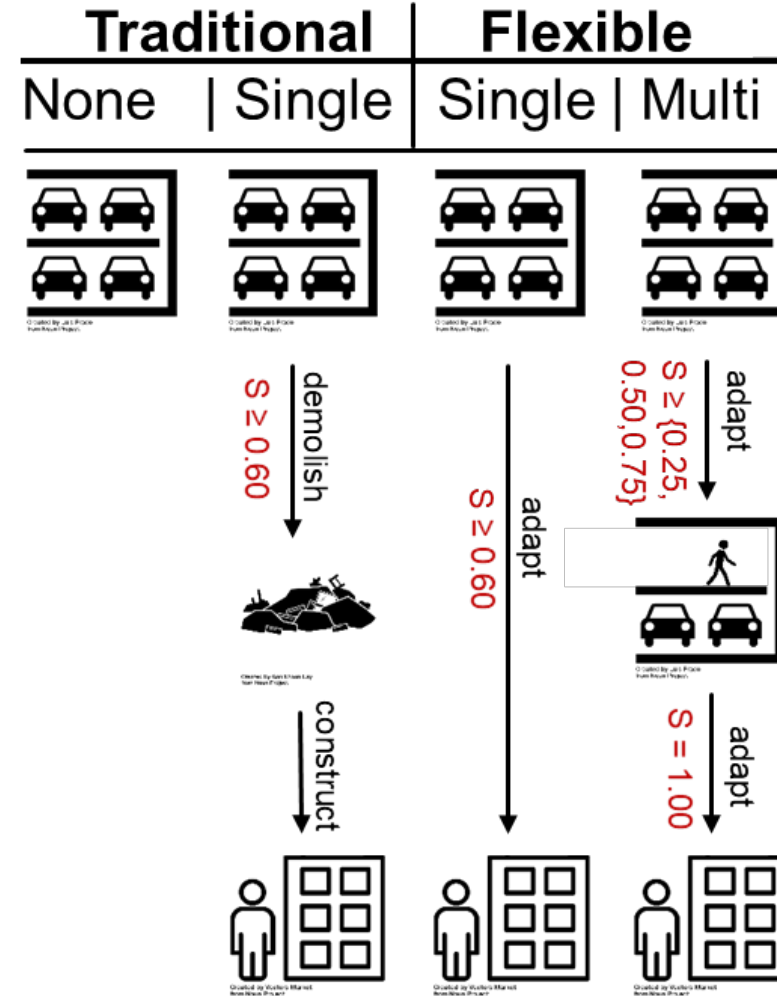 Traditional Flexible
None | Single Single | Multi
demolish
S ≥ 0.60
construct
adapt
S ≥ 0.60
adapt
S ≥ {0.25,
0.50,0.75}
adapt
S = 1.00